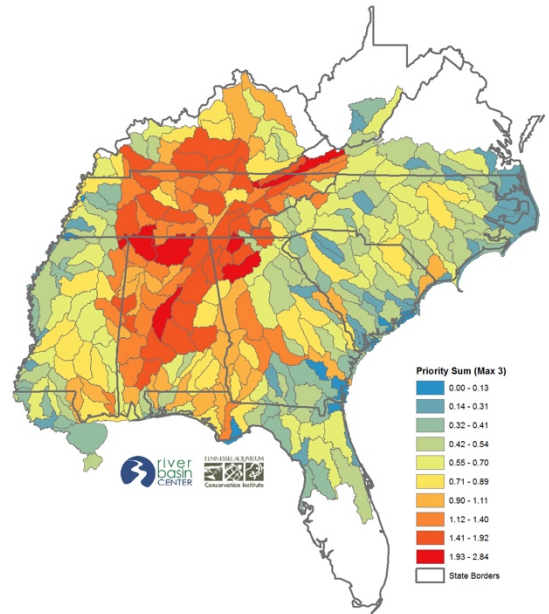 Priority Sum (Max 3)
0.00 - 0.13
0.14 - 0.31
0.32 - 0.41
0.42 - 0.54
0.55 - 0.70
0.71 - 0.89
0.90 - 1.11
1.12 - 1.40
1.41 - 1.92
1.93 - 2.84
State Borders
river
basin
CENTER
TENNESSEE AQUARIUM
Conservation Institute